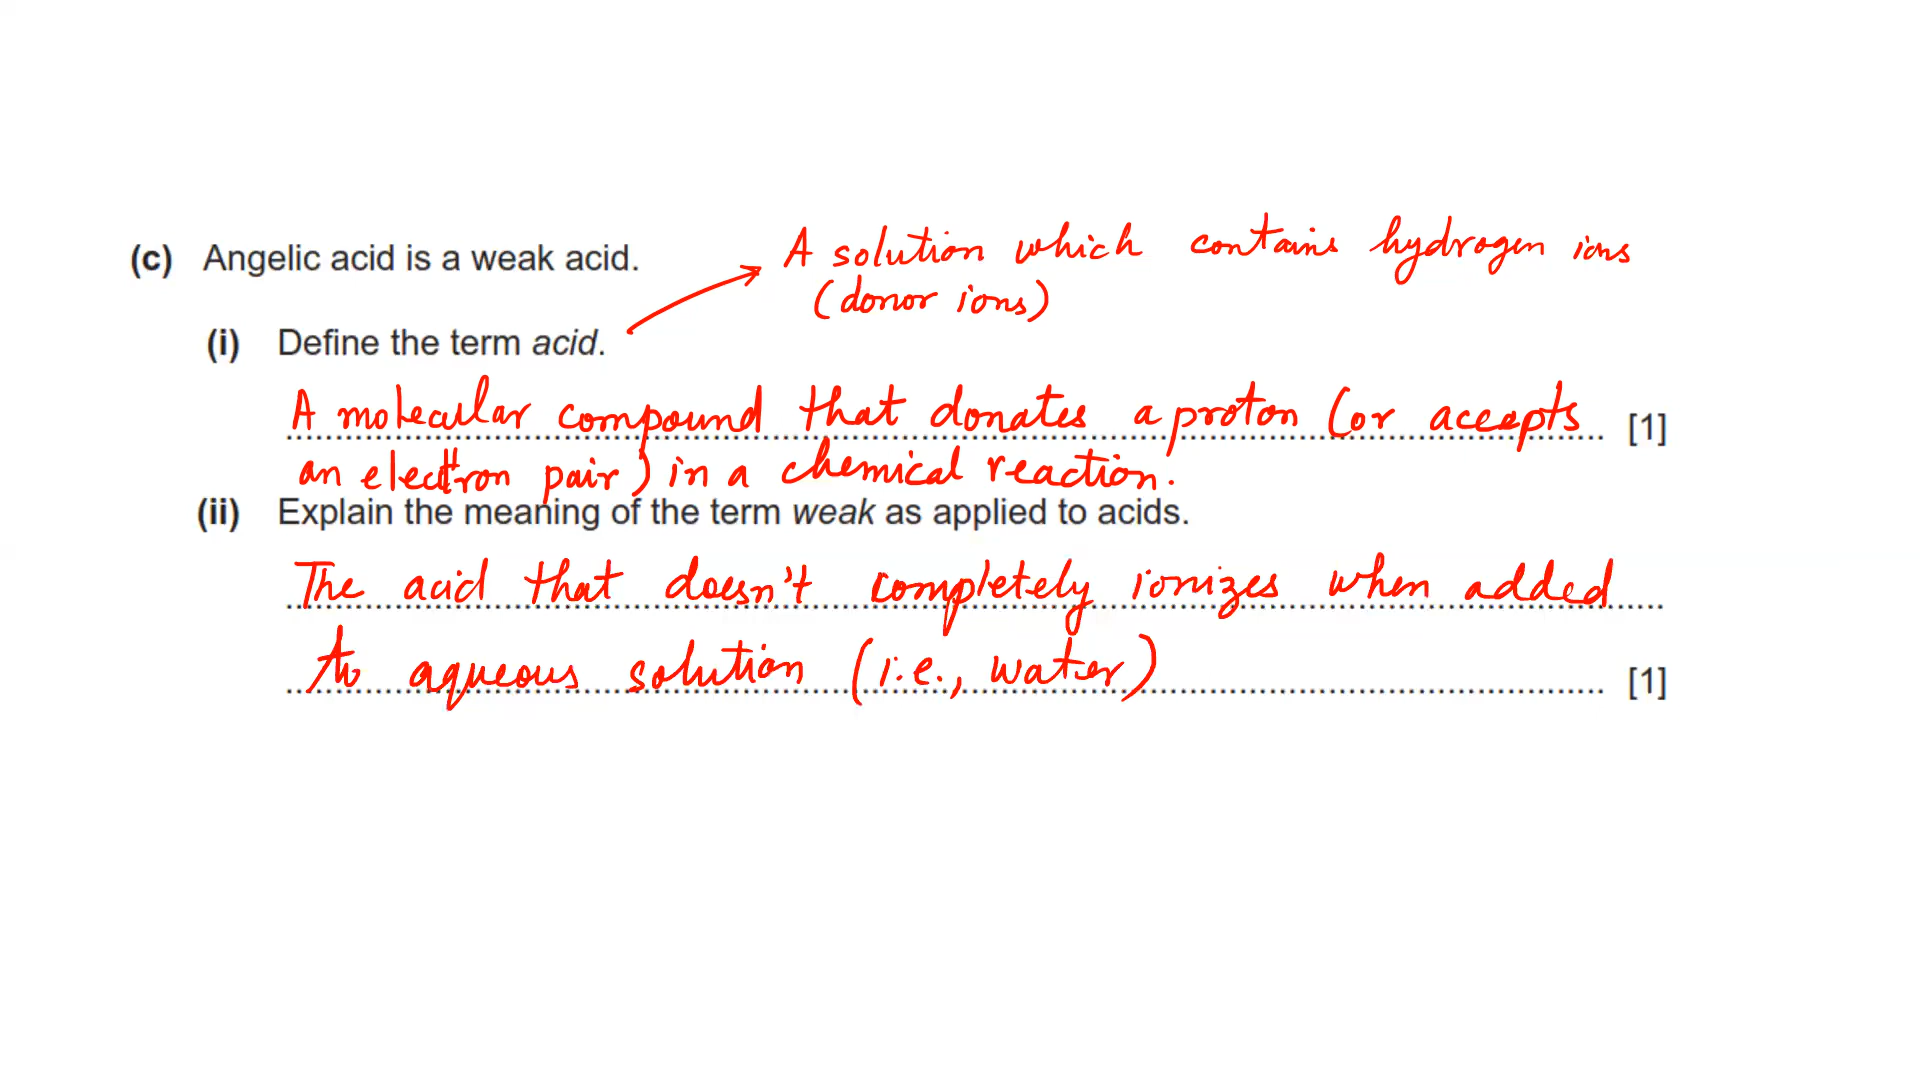 (c) Angelic acid is a weak acid.
A solution which contains hydrogen ions
(donor ions)
(i) Define the term acid.
A molecular compound that donates a proton (or accepts [1]
an electron pair) in a chemical reaction.
(ii) Explain the meaning of the term weak as applied to acids.
The acid that doesn't completely ionizes when added
to aqueous solution (i.e., water) [1]